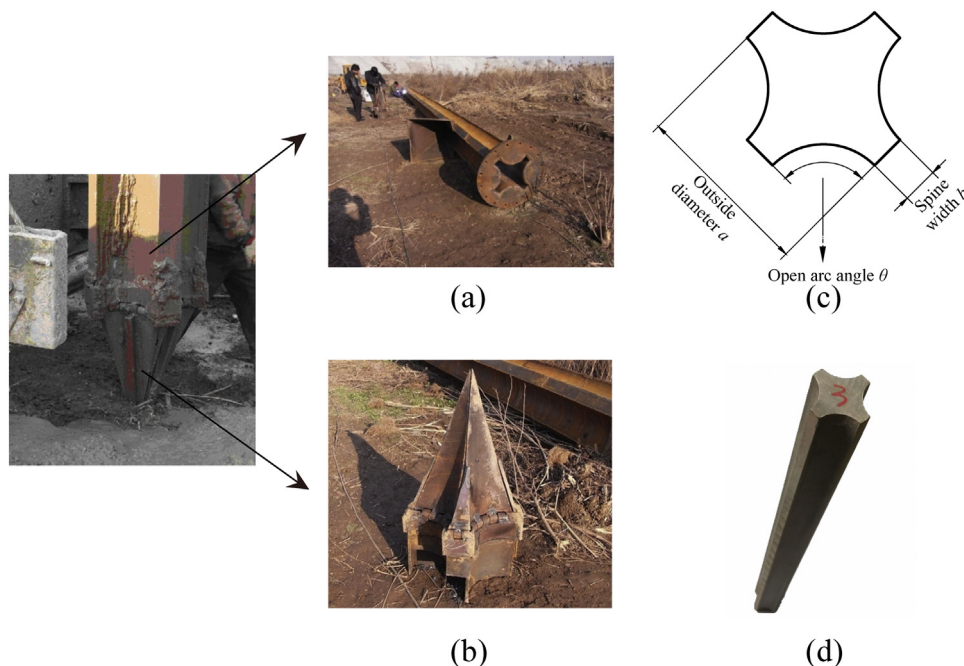 (a)
Outside
diameter a
Spine
width b
Open arc angle θ
(c)
3
(b)
(d)